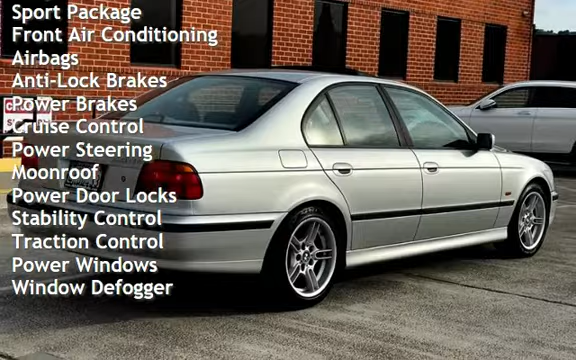 Sport Package
Front Air Conditioning
Airbags
Anti-Lock Brakes
Power Brakes
Cruise Control
Power Steering
Moonroof
Power Door Locks
Stability Control
Traction Control
Power Windows
Window Defogger